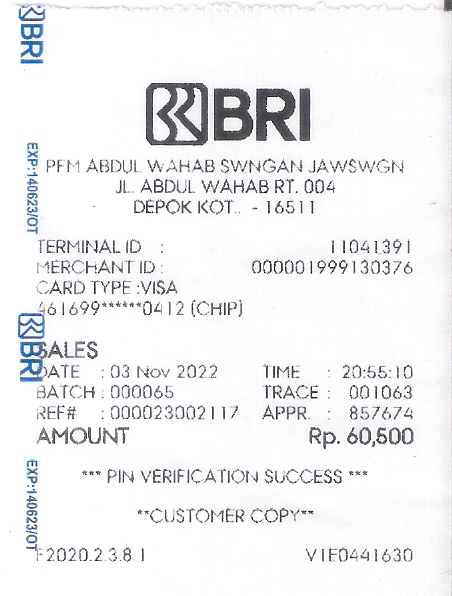 BRI
BRI
PFM ABDUL WAHAB SWNGAN JAWSWGN
JL. ABDUL WAHAB RT. 004
DEPOK KOT.. - 16511
EXP:140623/OT
TERMINAL ID : 11041391
MERCHANT ID : 000001999130376
CARD TYPE :VISA
461699******0412 (CHIP)
BRI
SALES
DATE : 03 Nov 2022 TIME : 20:55:10
BATCH : 000065 TRACE : 001063
REF# : 000023002117 APPR. : 857674
AMOUNT Rp. 60,500
*** PIN VERIFICATION SUCCESS ***
EXP:140623/OT
**CUSTOMER COPY**
F2020.2.3.8.1 V1E0441630